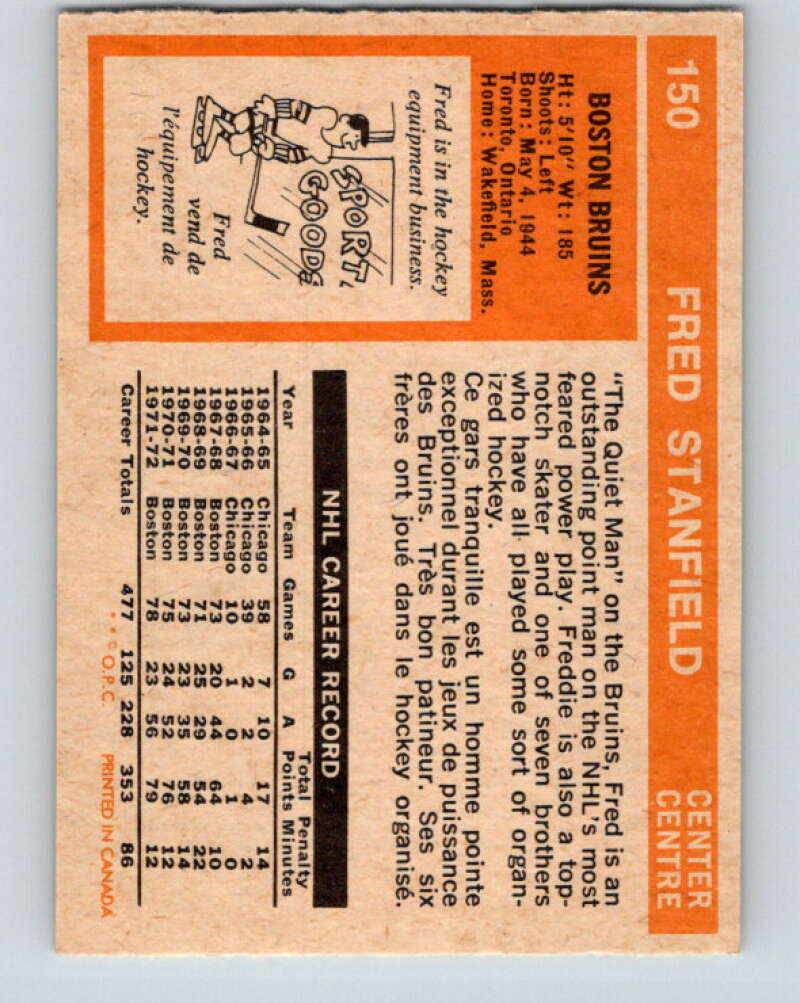 150 FRED STANFIELD CENTER
CENTRE
BOSTON BRUINS
Ht: 5'10" Wt: 185
Shoots: Left
Born: May 4, 1944
Toronto, Ontario
Home: Wakefield, Mass.
Fred is in the hockey
equipment business.
SPORT
GOODS
Fred
vend de
l'équipement de
hockey.
"The Quiet Man" on the Bruins, Fred is an
outstanding point man on the NHL's most
feared power play. Freddie is also a top-
notch skater and one of seven brothers
who have all played some sort of organ-
ized hockey.
Ce gars tranquille est un homme pointe
exceptionnel durant les jeux de puissance
des Bruins. Très bon patineur. Ses six
frères ont joué dans le hockey organisé.
NHL CAREER RECORD
Total Penalty
Year Team Games G A Points Minutes
1964-65 Chicago 58 7 10 17 14
1965-66 Chicago 39 2 2 4 2
1966-67 Chicago 10 1 0 1 0
1967-68 Boston 73 20 44 64 10
1968-69 Boston 71 25 29 54 22
1969-70 Boston 73 23 35 58 14
1970-71 Boston 75 24 52 76 12
1971-72 Boston 78 23 56 79 12
Career Totals 477 125 228 353 86
* * © O.P.C. PRINTED IN CANADA